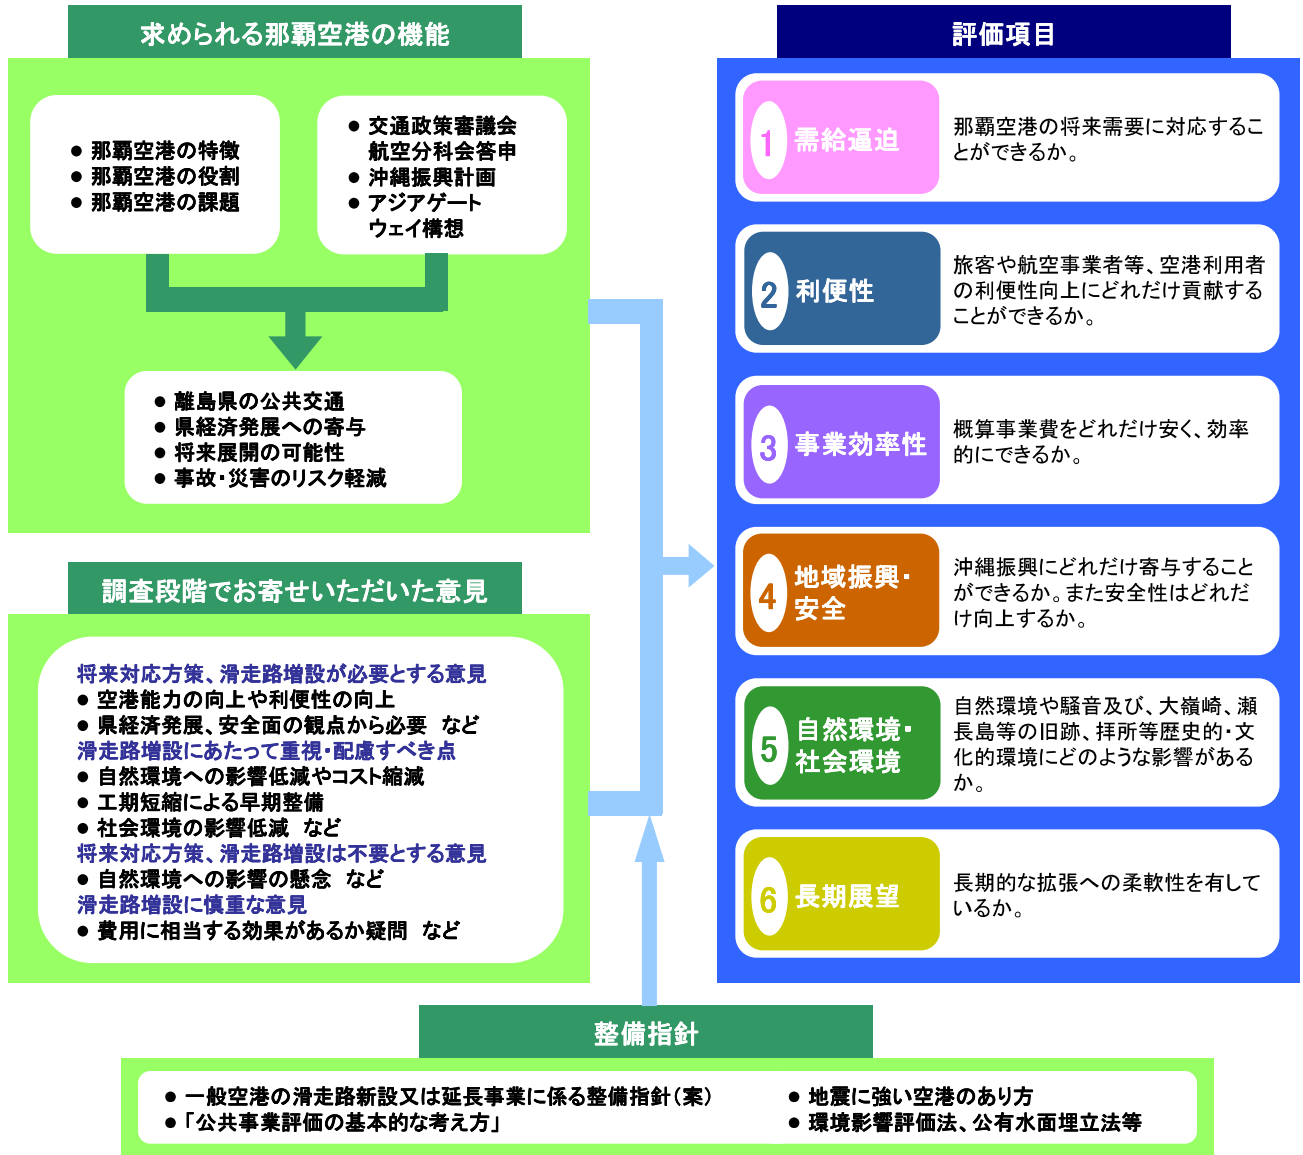 求められる那覇空港の機能
● 那覇空港の特徴
● 那覇空港の役割
● 那覇空港の課題
● 交通政策審議会
航空分科会答申
● 沖縄振興計画
● アジアゲート
ウェイ構想
● 離島県の公共交通
● 県経済発展への寄与
● 将来展開の可能性
● 事故・災害のリスク軽減
調査段階でお寄せいただいた意見
将来対応方策、滑走路増設が必要とする意見
● 空港能力の向上や利便性の向上
● 県経済発展、安全面の観点から必要 など
滑走路増設にあたって重視・配慮すべき点
● 自然環境への影響低減やコスト縮減
● 工期短縮による早期整備
● 社会環境の影響低減 など
将来対応方策、滑走路増設は不要とする意見
● 自然環境への影響の懸念 など
滑走路増設に慎重な意見
● 費用に相当する効果があるか疑問 など
評価項目
1 需給逼迫
那覇空港の将来需要に対応するこ
とができるか。
2 利便性
旅客や航空事業者等、空港利用者
の利便性向上にどれだけ貢献する
ことができるか。
3 事業効率性
概算事業費をどれだけ安く、効率
的にできるか。
4 地域振興・
安全
沖縄振興にどれだけ寄与すること
ができるか。また安全性はどれだ
け向上するか。
5 自然環境・
社会環境
自然環境や騒音及び、大嶺崎、瀬
長島等の旧跡、拝所等歴史的・文
化的環境にどのような影響がある
か。
6 長期展望
長期的な拡張への柔軟性を有して
いるか。
整備指針
● 一般空港の滑走路新設又は延長事業に係る整備指針（案）
● 「公共事業評価の基本的な考え方」
● 地震に強い空港のあり方
● 環境影響評価法、公有水面埋立法等